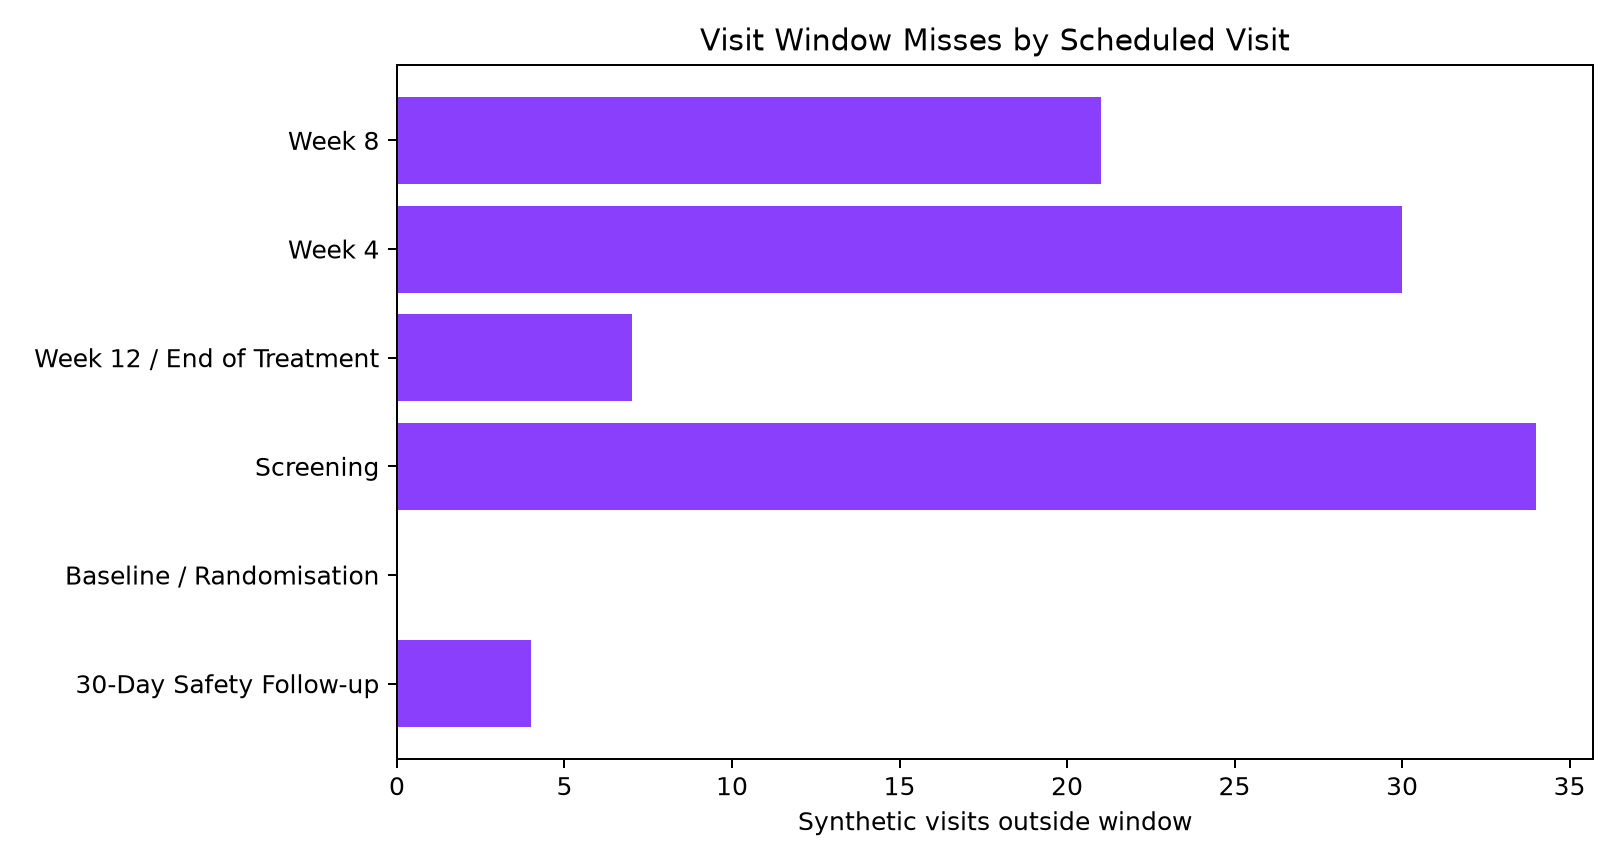 Visit Window Misses by Scheduled Visit
Week 8
Week 4
Week 12 / End of Treatment
Screening
Baseline / Randomisation
30-Day Safety Follow-up
0 5 10 15 20 25 30 35
Synthetic visits outside window